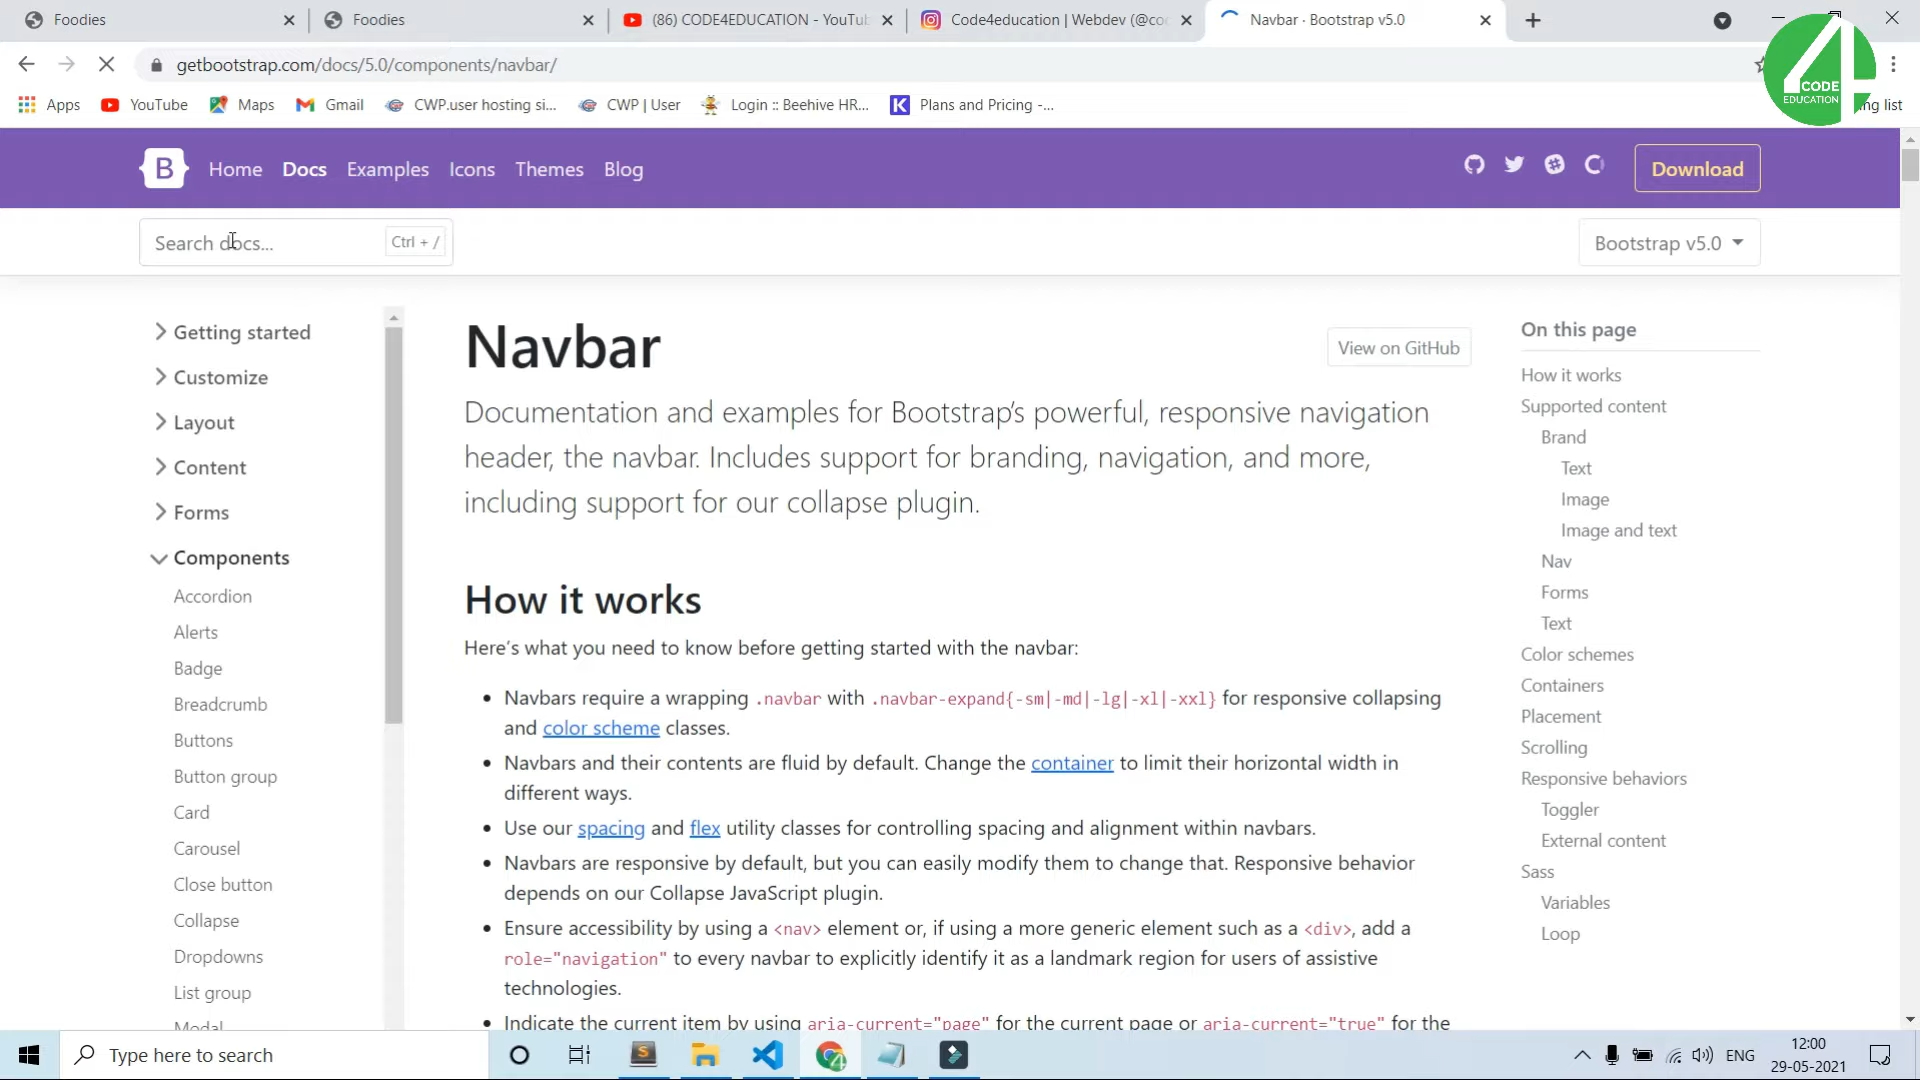 Foodies
Foodies
(86) CODE4EDUCATION - YouTu
Code4education | Webdev (@co
Navbar · Bootstrap v5.0
getbootstrap.com/docs/5.0/components/navbar/
CODE
EDUCATION
4
Apps
YouTube
Maps
Gmail
CWP.user hosting si...
CWP | User
Login :: Beehive HR...
Plans and Pricing -...
ng list
B
Home
Docs
Examples
Icons
Themes
Blog
Download
Search docs...
Ctrl + /
Bootstrap v5.0
Getting started
Customize
Layout
Content
Forms
Components
Accordion
Alerts
Badge
Breadcrumb
Buttons
Button group
Card
Carousel
Close button
Collapse
Dropdowns
List group
Modal
Navbar
View on GitHub
Documentation and examples for Bootstrap's powerful, responsive navigation
header, the navbar. Includes support for branding, navigation, and more,
including support for our collapse plugin.
How it works
Here's what you need to know before getting started with the navbar:
• Navbars require a wrapping .navbar with .navbar-expand{-sm|-md|-lg|-xl|-xxl} for responsive collapsing
and color scheme classes.
• Navbars and their contents are fluid by default. Change the container to limit their horizontal width in
different ways.
• Use our spacing and flex utility classes for controlling spacing and alignment within navbars.
• Navbars are responsive by default, but you can easily modify them to change that. Responsive behavior
depends on our Collapse JavaScript plugin.
• Ensure accessibility by using a <nav> element or, if using a more generic element such as a <div>, add a
role="navigation" to every navbar to explicitly identify it as a landmark region for users of assistive
technologies.
• Indicate the current item by using aria-current="page" for the current page or aria-current="true" for the
On this page
How it works
Supported content
Brand
Text
Image
Image and text
Nav
Forms
Text
Color schemes
Containers
Placement
Scrolling
Responsive behaviors
Toggler
External content
Sass
Variables
Loop
Type here to search
ENG
12:00
29-05-2021